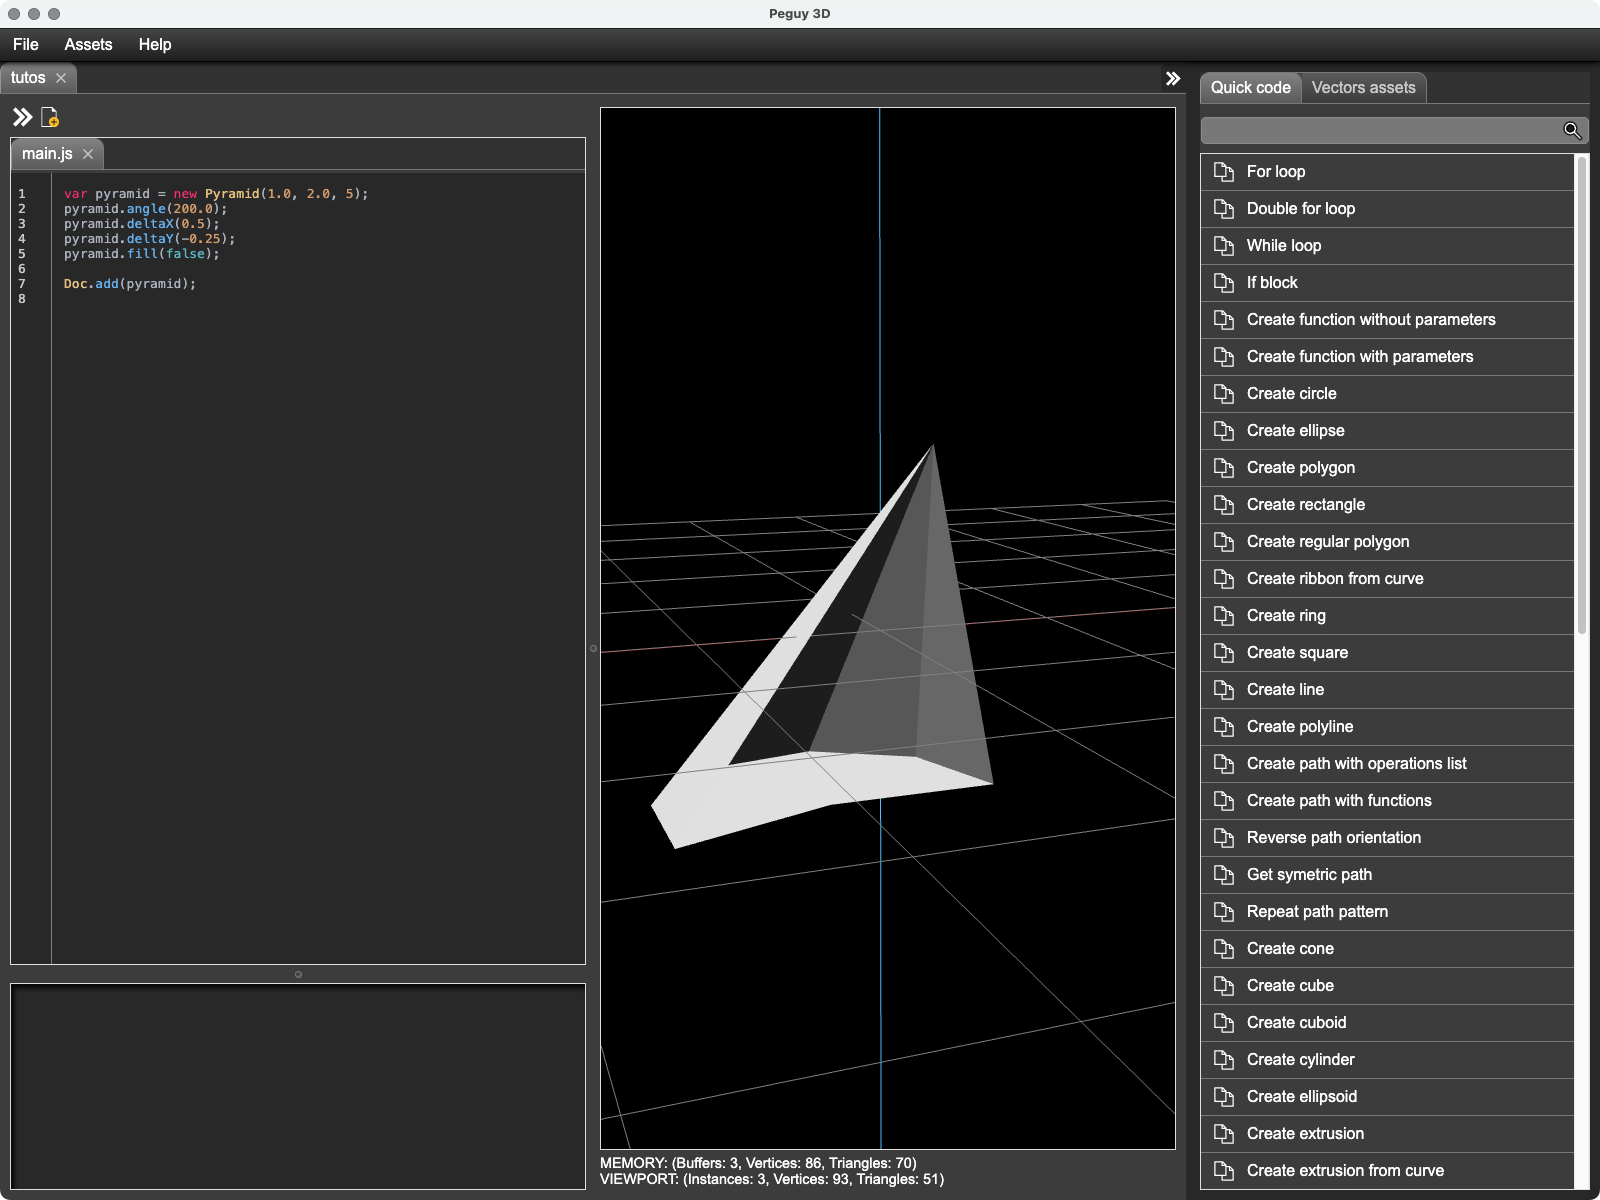 Peguy 3D
File Assets Help
tutos
main.js
1 var pyramid = new Pyramid(1.0, 2.0, 5);
2 pyramid.angle(200.0);
3 pyramid.deltaX(0.5);
4 pyramid.deltaY(-0.25);
5 pyramid.fill(false);
6
7 Doc.add(pyramid);
8
MEMORY: (Buffers: 3, Vertices: 86, Triangles: 70)
VIEWPORT: (Instances: 3, Vertices: 93, Triangles: 51)
Quick code Vectors assets
For loop
Double for loop
While loop
If block
Create function without parameters
Create function with parameters
Create circle
Create ellipse
Create polygon
Create rectangle
Create regular polygon
Create ribbon from curve
Create ring
Create square
Create line
Create polyline
Create path with operations list
Create path with functions
Reverse path orientation
Get symetric path
Repeat path pattern
Create cone
Create cube
Create cuboid
Create cylinder
Create ellipsoid
Create extrusion
Create extrusion from curve